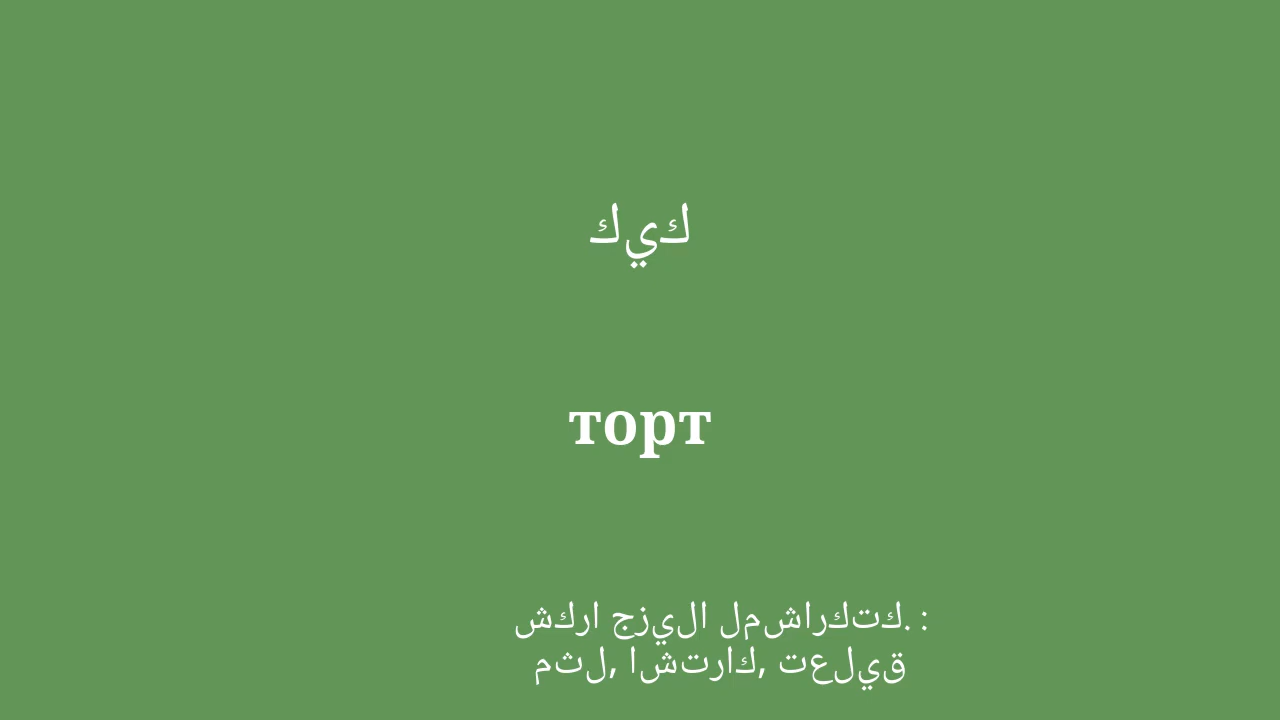 كيك
торт
شكرا جزيلا لمشاركتك. :
مثل, اشتراك, تعليق